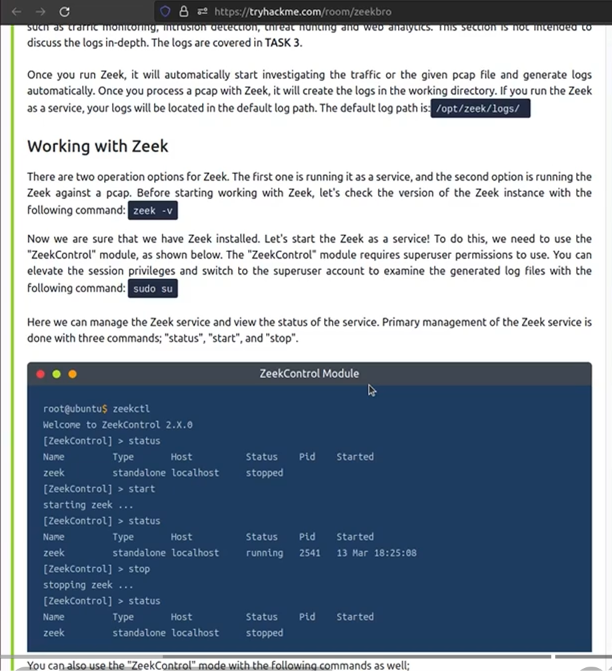 https://tryhackme.com/room/zeekbro
such as traffic monitoring, intrusion detection, threat hunting and web analytics. This section is not intended to
discuss the logs in-depth. The logs are covered in TASK 3.
Once you run Zeek, it will automatically start investigating the traffic or the given pcap file and generate logs
automatically. Once you process a pcap with Zeek, it will create the logs in the working directory. If you run the Zeek
as a service, your logs will be located in the default log path. The default log path is: /opt/zeek/logs/
Working with Zeek
There are two operation options for Zeek. The first one is running it as a service, and the second option is running the
Zeek against a pcap. Before starting working with Zeek, let's check the version of the Zeek instance with the
following command: zeek -v
Now we are sure that we have Zeek installed. Let's start the Zeek as a service! To do this, we need to use the
"ZeekControl" module, as shown below. The "ZeekControl" module requires superuser permissions to use. You can
elevate the session privileges and switch to the superuser account to examine the generated log files with the
following command: sudo su
Here we can manage the Zeek service and view the status of the service. Primary management of the Zeek service is
done with three commands; "status", "start", and "stop".
ZeekControl Module
root@ubuntu$ zeekctl
Welcome to ZeekControl 2.X.0
[ZeekControl] > status
Name Type Host Status Pid Started
zeek standalone localhost stopped
[ZeekControl] > start
starting zeek ...
[ZeekControl] > status
Name Type Host Status Pid Started
zeek standalone localhost running 2541 13 Mar 18:25:08
[ZeekControl] > stop
stopping zeek ...
[ZeekControl] > status
Name Type Host Status Pid Started
zeek standalone localhost stopped
You can also use the "ZeekControl" mode with the following commands as well;